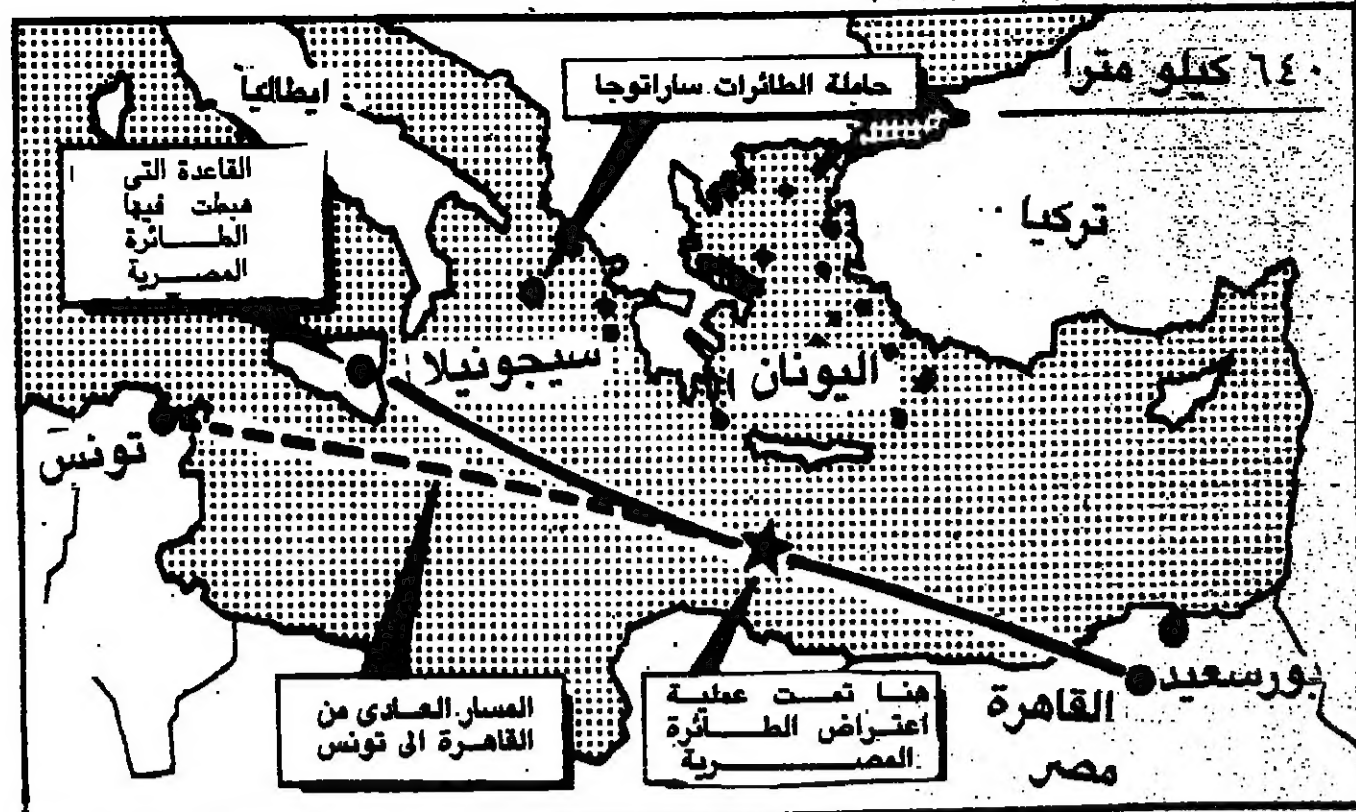 ٦٤٠ كيلو مترا
ايطاليا
حاملة الطائرات ساراتوجا
القاعدة التى
هبطت فيها
الطائرة
المصرية
تركيا
سيجونيلا
اليونان
تونس
المسار العادى من
القاهرة الى تونس
هنا تمت عملية
اعتراض الطائرة
المصرية
بورسعيد
القاهرة
مصر